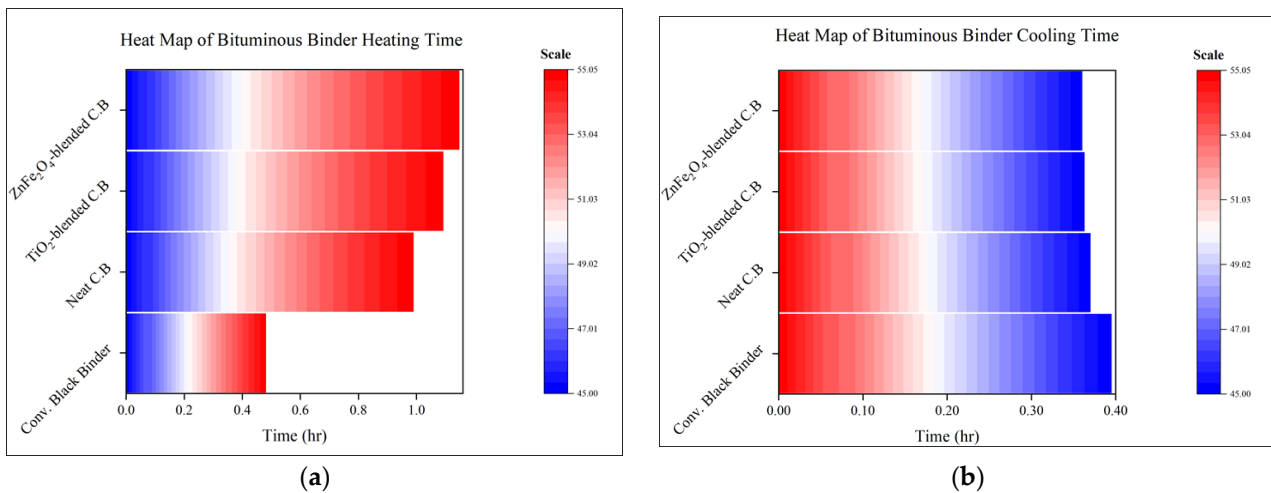 Heat Map of Bituminous Binder Heating Time
Scale
ZnFe₂O₄-blended C.B
TiO₂-blended C.B
Neat C.B
Conv. Black Binder
55.05
53.04
51.03
49.02
47.01
45.00
0.0 0.2 0.4 0.6 0.8 1.0
Time (hr)
(a)
Heat Map of Bituminous Binder Cooling Time
Scale
ZnFe₂O₄-blended C.B
TiO₂-blended C.B
Neat C.B
Conv. Black Binder
55.05
53.04
51.03
49.02
47.01
45.00
0.00 0.10 0.20 0.30 0.40
Time (hr)
(b)